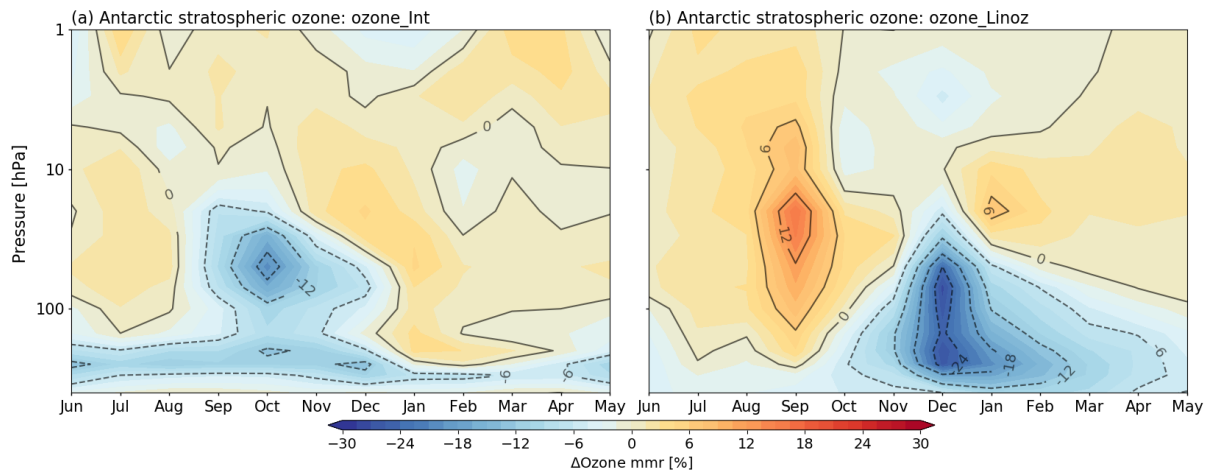 (a) Antarctic stratospheric ozone: ozone_Int
(b) Antarctic stratospheric ozone: ozone_Linoz
Pressure [hPa]
1
10
100
0
0
-12
-6
-6
6
12
0
6
0
-6
-24
-18
-12
Jun Jul Aug Sep Oct Nov Dec Jan Feb Mar Apr May
Jun Jul Aug Sep Oct Nov Dec Jan Feb Mar Apr May
−30 −24 −18 −12 −6 0 6 12 18 24 30
ΔOzone mmr [%]